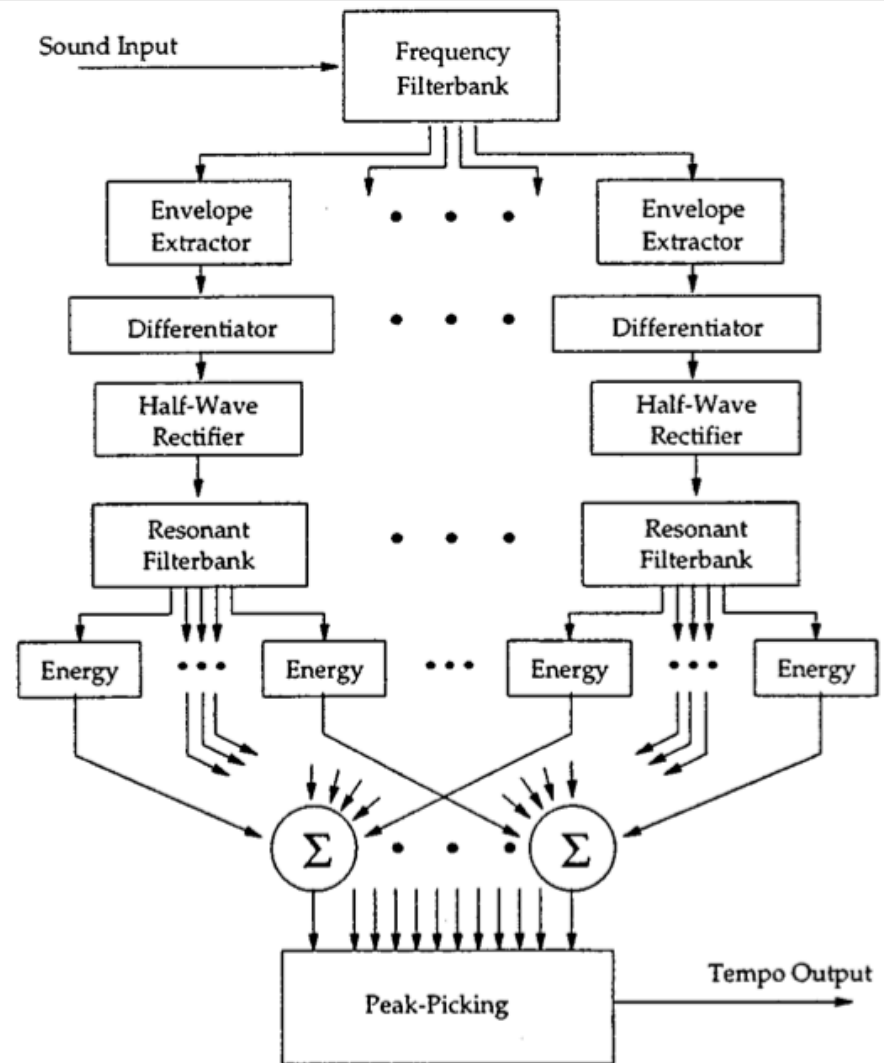 Sound Input
Frequency
Filterbank
Envelope
Extractor
Envelope
Extractor
Differentiator
Differentiator
Half-Wave
Rectifier
Half-Wave
Rectifier
Resonant
Filterbank
Resonant
Filterbank
Energy
Energy
Energy
Energy
Σ
Σ
Tempo Output
Peak-Picking